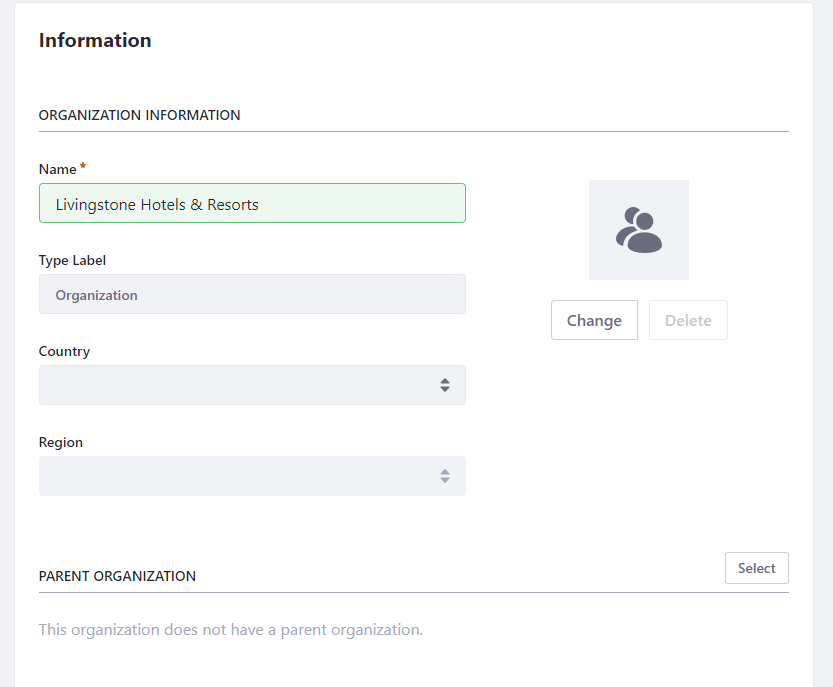 Information
ORGANIZATION INFORMATION
Name *
Livingstone Hotels & Resorts
Type Label
Organization
Change Delete
Country
Region
PARENT ORGANIZATION
Select
This organization does not have a parent organization.